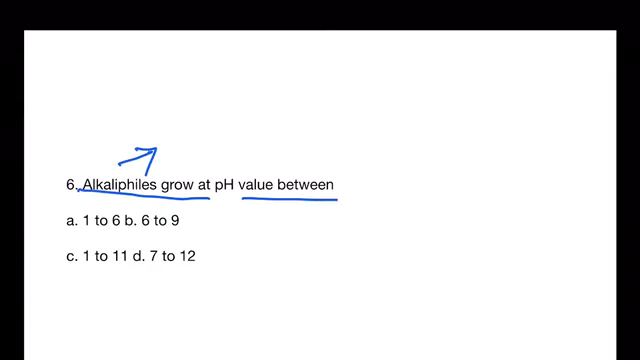 6. Alkaliphiles grow at pH value between
a. 1 to 6 b. 6 to 9
c. 1 to 11 d. 7 to 12